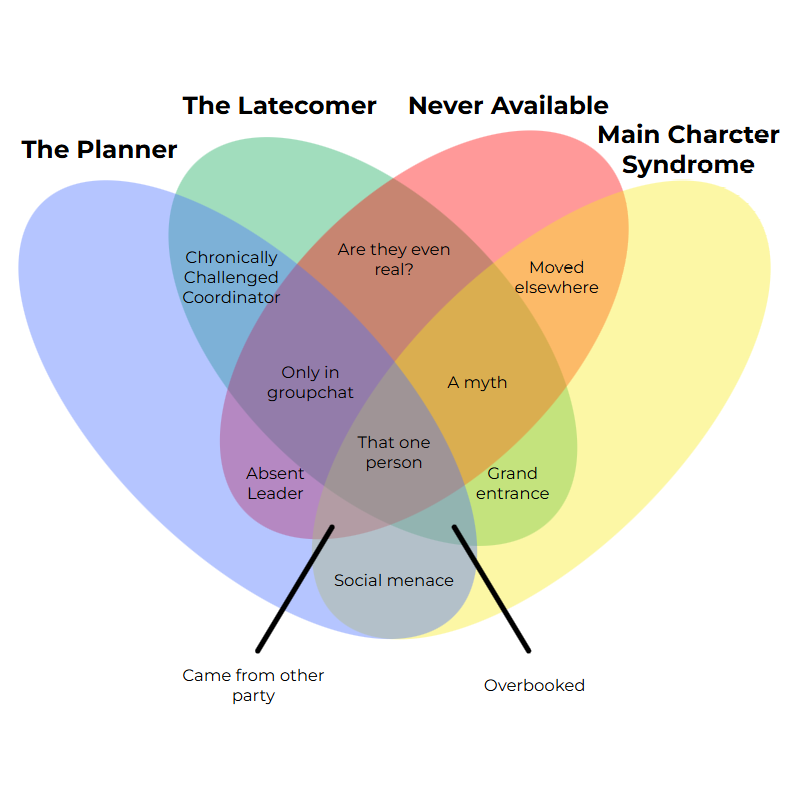 The Latecomer
Never Available
The Planner
Main Charcter
Syndrome
Chronically
Challenged
Coordinator
Are they even
real?
Moved
elsewhere
Only in
groupchat
A myth
That one
person
Absent
Leader
Grand
entrance
Social menace
Came from other
party
Overbooked